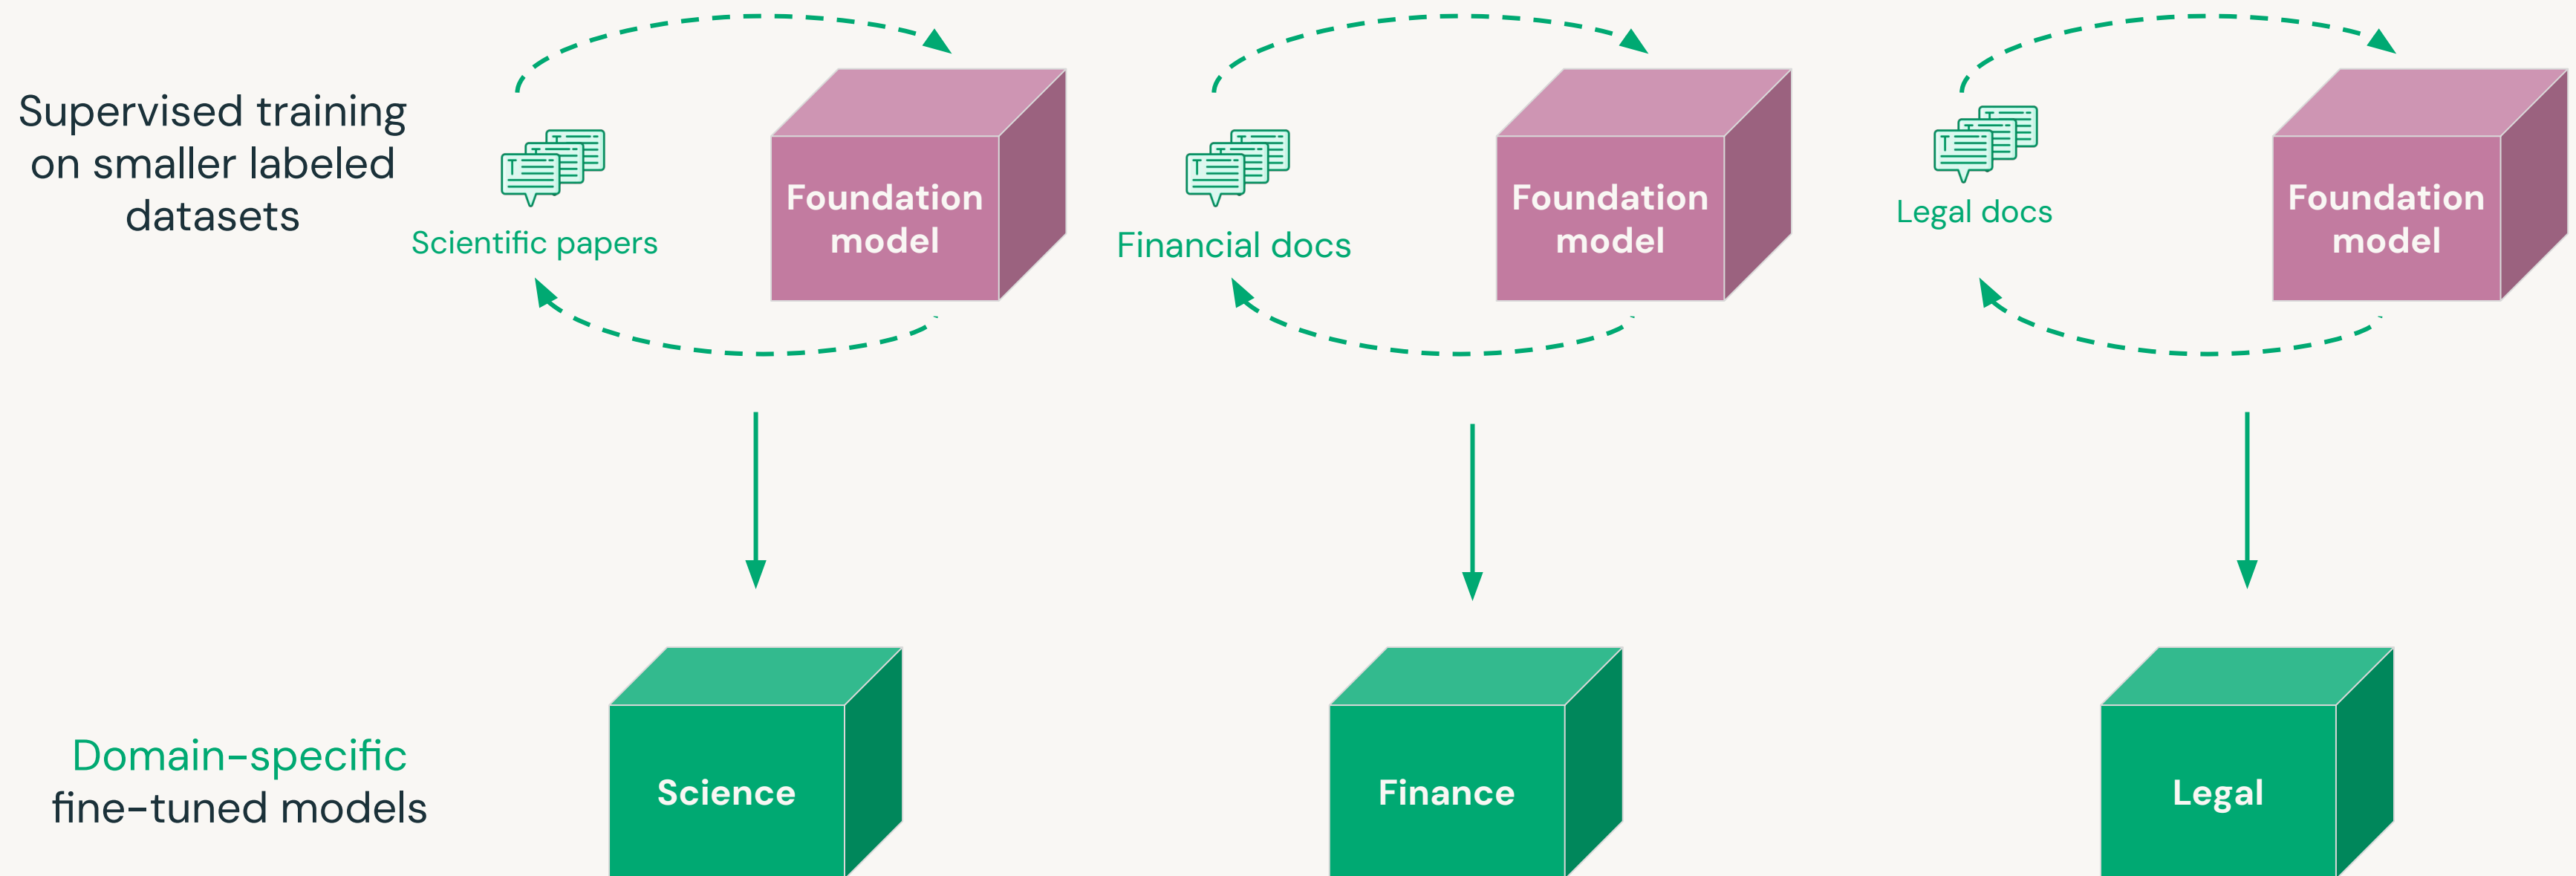 Supervised training
on smaller labeled
datasets
Scientific papers
Foundation
model
Financial docs
Foundation
model
Legal docs
Foundation
model
Domain-specific
fine-tuned models
Science
Finance
Legal